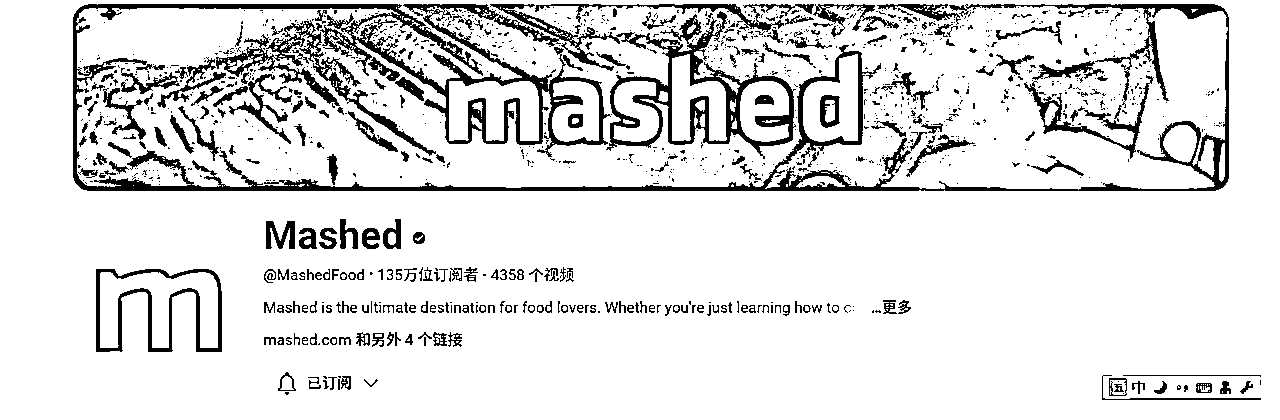 mashed
Mashed
m
@MashedFood · 135万位订阅者 · 4358 个视频
Mashed is the ultimate destination for food lovers. Whether you're just learning how to ...更多
mashed.com 和另外 4 个链接
已订阅
五 中